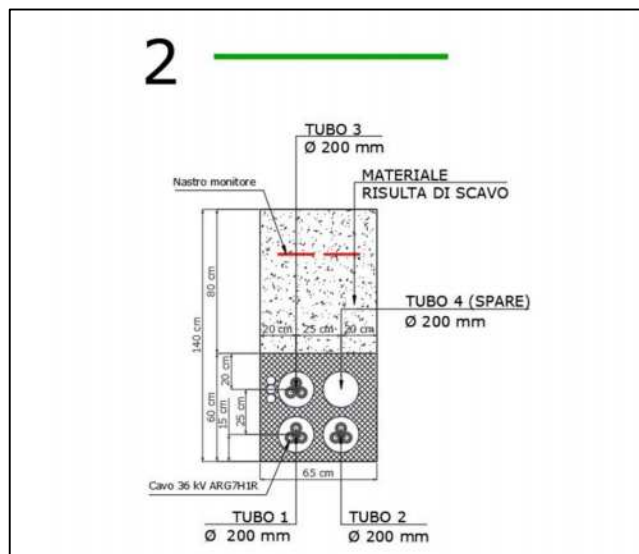 2
TUBO 3
Ø 200 mm
Nastro monitore
MATERIALE
RISULTA DI SCAVO
80 cm
140 cm
TUBO 4 (SPARE)
Ø 200 mm
20 cm 25 cm 20 cm
20 cm
60 cm
15 cm
25 cm
Cavo 36 kV ARG7H1R
65 cm
TUBO 1
Ø 200 mm
TUBO 2
Ø 200 mm